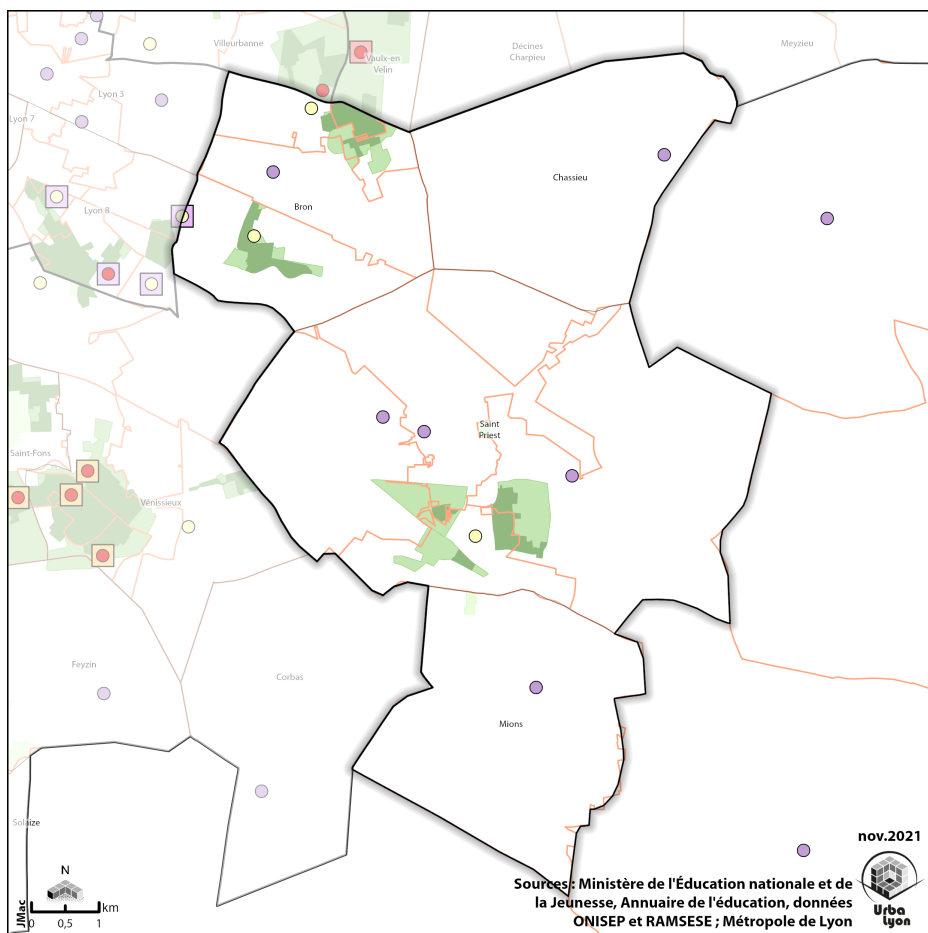 Villeurbanne
Décines
Charpieu
Meyzieu
Vaulx-en
Velin
Lyon 3
Lyon 7
Chassieu
Bron
Lyon 8
Saint
Priest
Saint-Fons
Vénissieux
Feyzin
Corbas
Mions
Solaize
nov.2021
N
JMac
0 0,5 1 km
Sources : Ministère de l'Éducation nationale et de
la Jeunesse, Annuaire de l'éducation, données
ONISEP et RAMSESE ; Métropole de Lyon
Urba
Lyon